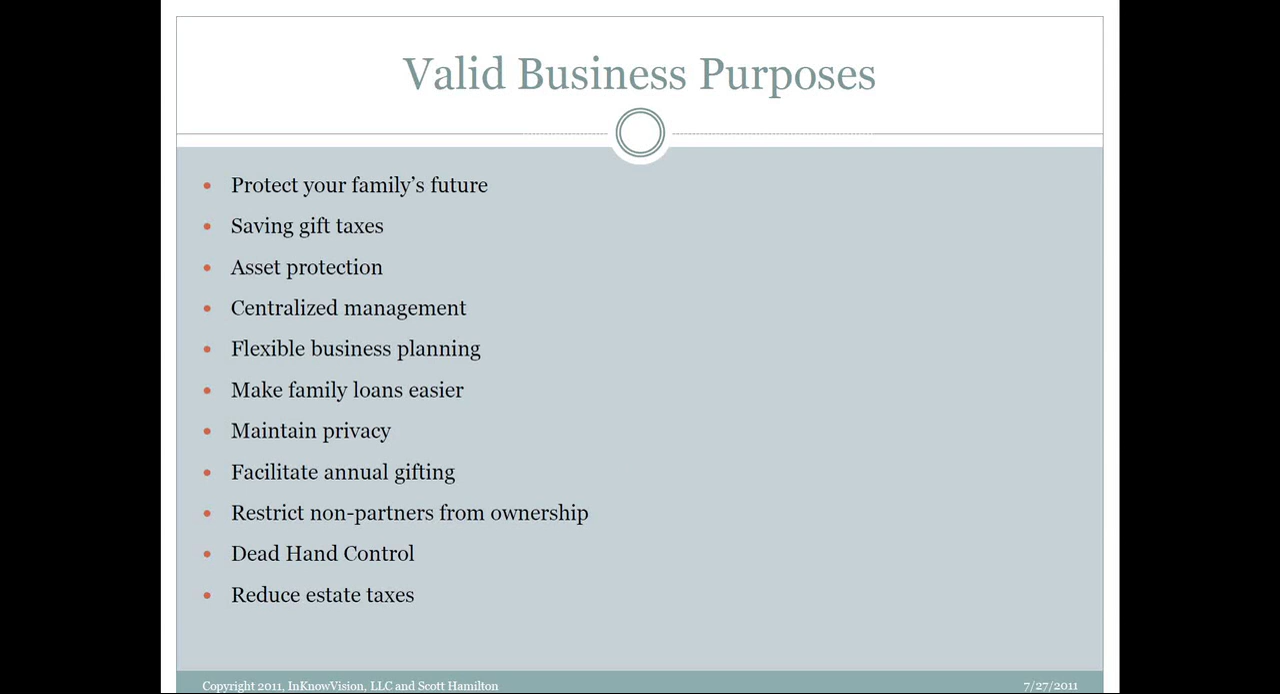 Valid Business Purposes
• Protect your family’s future
• Saving gift taxes
• Asset protection
• Centralized management
• Flexible business planning
• Make family loans easier
• Maintain privacy
• Facilitate annual gifting
• Restrict non-partners from ownership
• Dead Hand Control
• Reduce estate taxes
Copyright 2011, InKnowVision, LLC and Scott Hamilton
7/27/2011